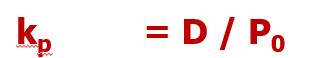 kₚ = D / P₀